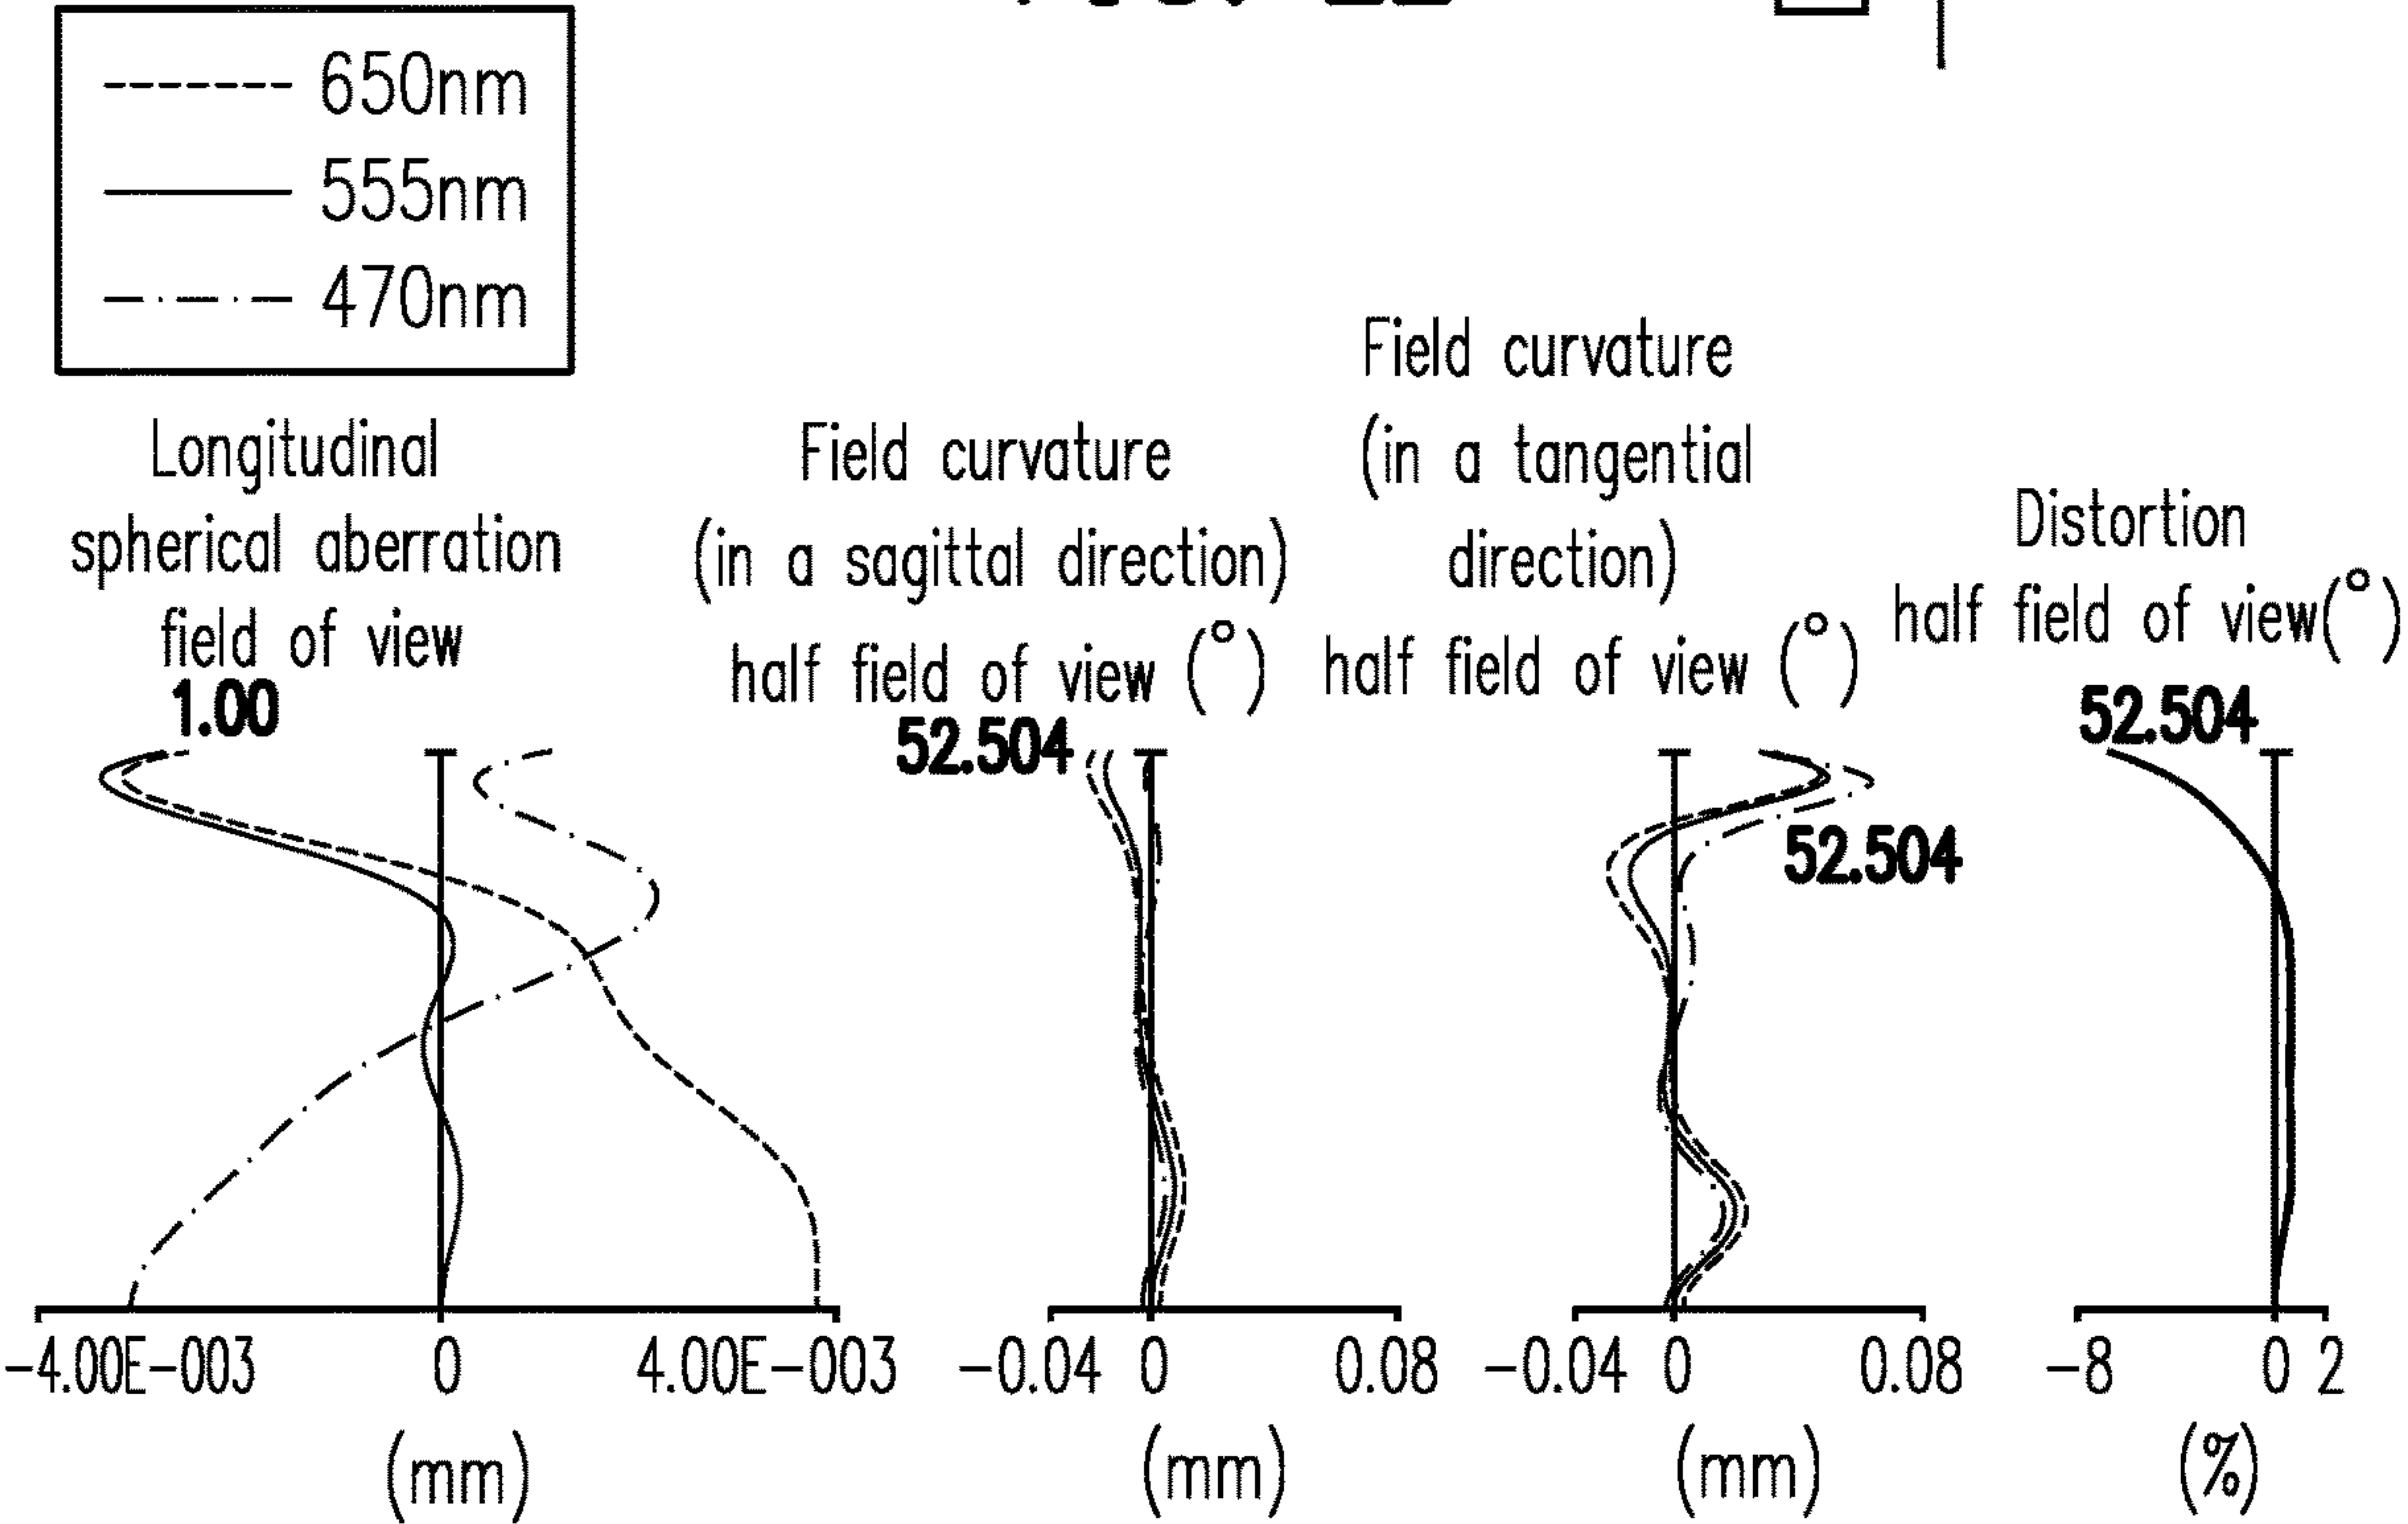 650nm
555nm
470nm
Longitudinal
spherical aberration
field of view
1.00
-4.00E-003 0 4.00E-003
(mm)
Field curvature
(in a sagittal direction)
half field of view (°)
52.504
-0.04 0 0.08
(mm)
Field curvature
(in a tangential
direction)
half field of view (°)
52.504
-0.04 0 0.08
(mm)
Distortion
half field of view(°)
52.504
-8 0 2
(%)